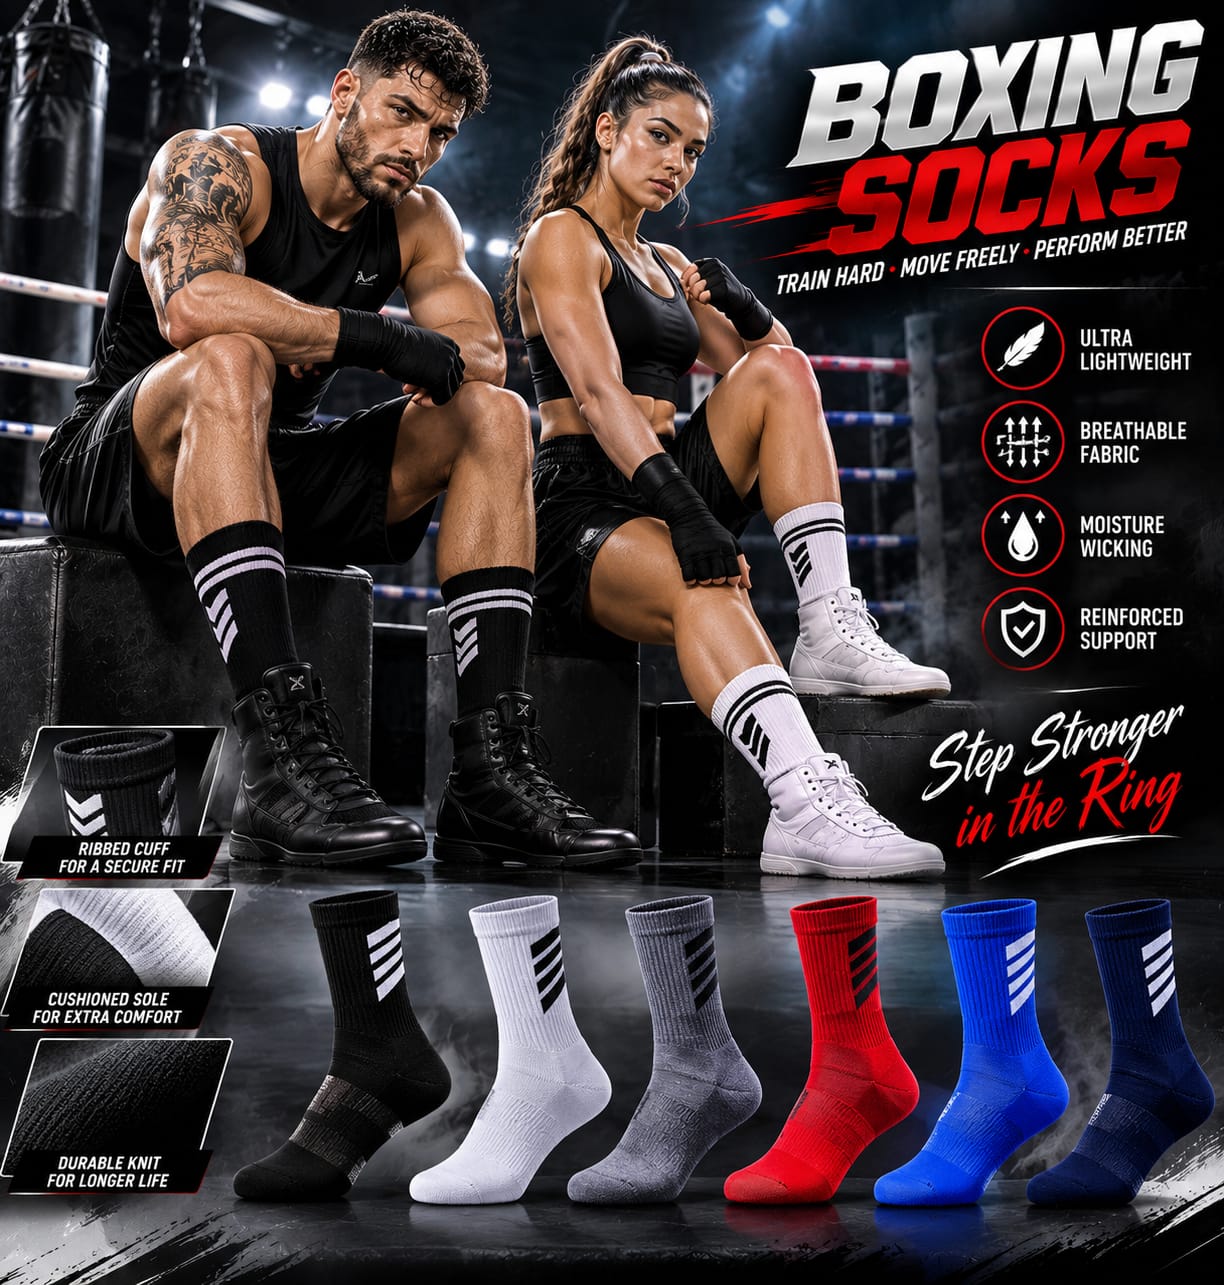 BOXING
SOCKS
TRAIN HARD • MOVE FREELY • PERFORM BETTER
ULTRA
LIGHTWEIGHT
BREATHABLE
FABRIC
MOISTURE
WICKING
REINFORCED
SUPPORT
Step Stronger
in the Ring
RIBBED CUFF
FOR A SECURE FIT
CUSHIONED SOLE
FOR EXTRA COMFORT
DURABLE KNIT
FOR LONGER LIFE